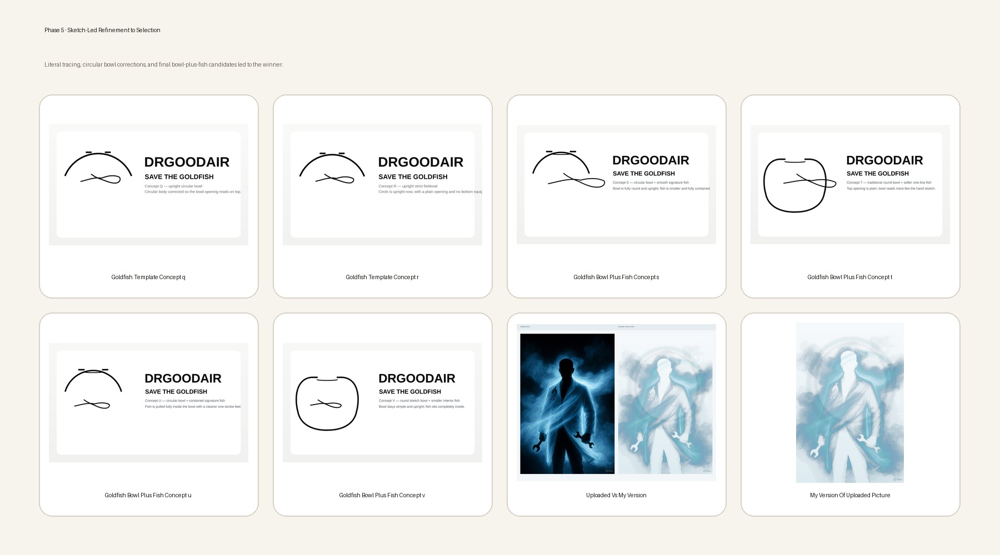 Phase 5 · Sketch-Led Refinement to Selection
Literal tracing, circular bowl corrections, and final bowl-plus-fish candidates led to the winner.
DRGOODAIR
SAVE THE GOLDFISH
Concept Q — upright circular bowl
Circular body corrected so the bowl opening reads on top.
Goldfish Template Concept q
DRGOODAIR
SAVE THE GOLDFISH
Concept R — upright strict fishbowl
Circle is upright now, with a plain opening and no bottom
Goldfish Template Concept r
DRGOODAIR
SAVE THE GOLDFISH
Concept S — circular bowl + smooth signature fish
Bowl is fully round and upright; fish is smaller and fully contained.
Goldfish Bowl Plus Fish Concept s
DRGOODAIR
SAVE THE GOLDFISH
Concept T — traditional round bowl + softer one-line fish
Top opening is plain; bowl reads more like the hand sketch.
Goldfish Bowl Plus Fish Concept t
DRGOODAIR
SAVE THE GOLDFISH
Concept U — circular bowl + contained signature fish
Fish is pulled fully inside the bowl with a cleaner one-stroke feel.
Goldfish Bowl Plus Fish Concept u
DRGOODAIR
SAVE THE GOLDFISH
Concept V — round sketch bowl + smaller interior fish
Bowl stays simple and upright; fish sits completely inside.
Goldfish Bowl Plus Fish Concept v
Uploaded Vs My Version
My Version Of Uploaded Picture